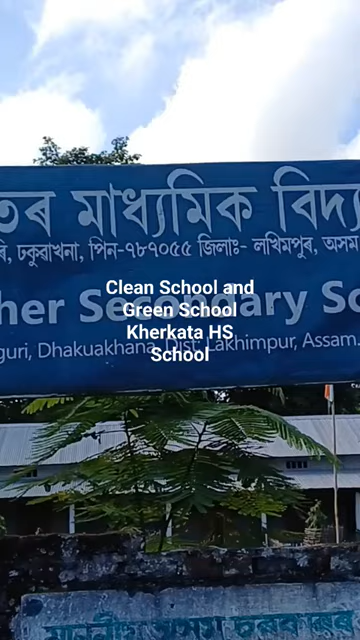 তৰ মাধ্যমিক বিদ্য
ৰি, ঢকুৱাখনা, পিন-৭৮৭০৫৫ জিলাঃ- লখিমপুৰ, অসম
Clean School and
her Secondary Sc
Green School
Kherkata HS
guri, Dhakuakhana, Dist: Lakhimpur, Assam.
School